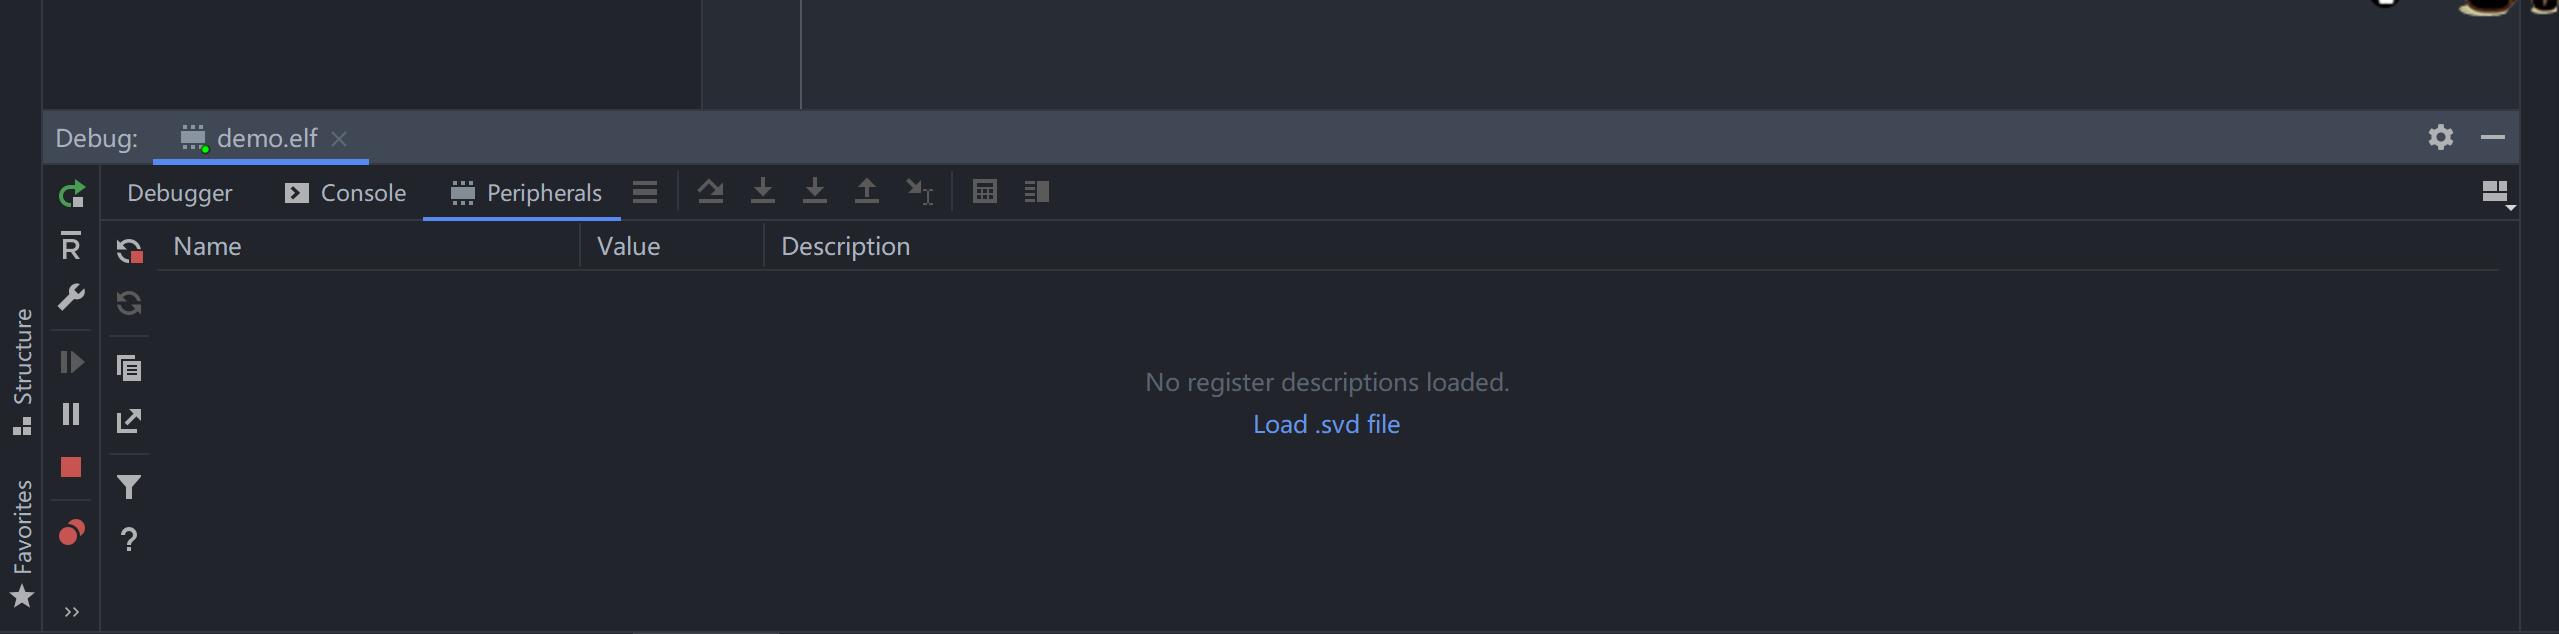 Debug: demo.elf
Debugger Console Peripherals
Name Value Description
No register descriptions loaded.
Load .svd file
Structure
Favorites